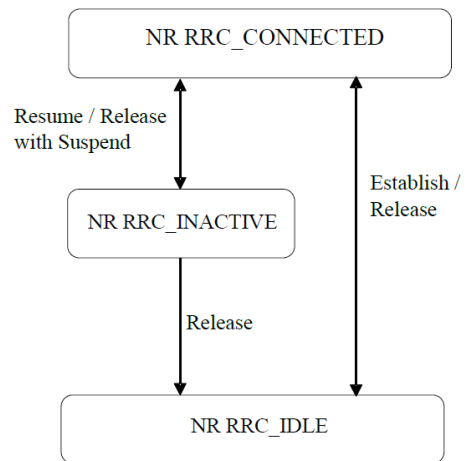 NR RRC_CONNECTED
Resume / Release
with Suspend
Establish /
Release
NR RRC_INACTIVE
Release
NR RRC_IDLE